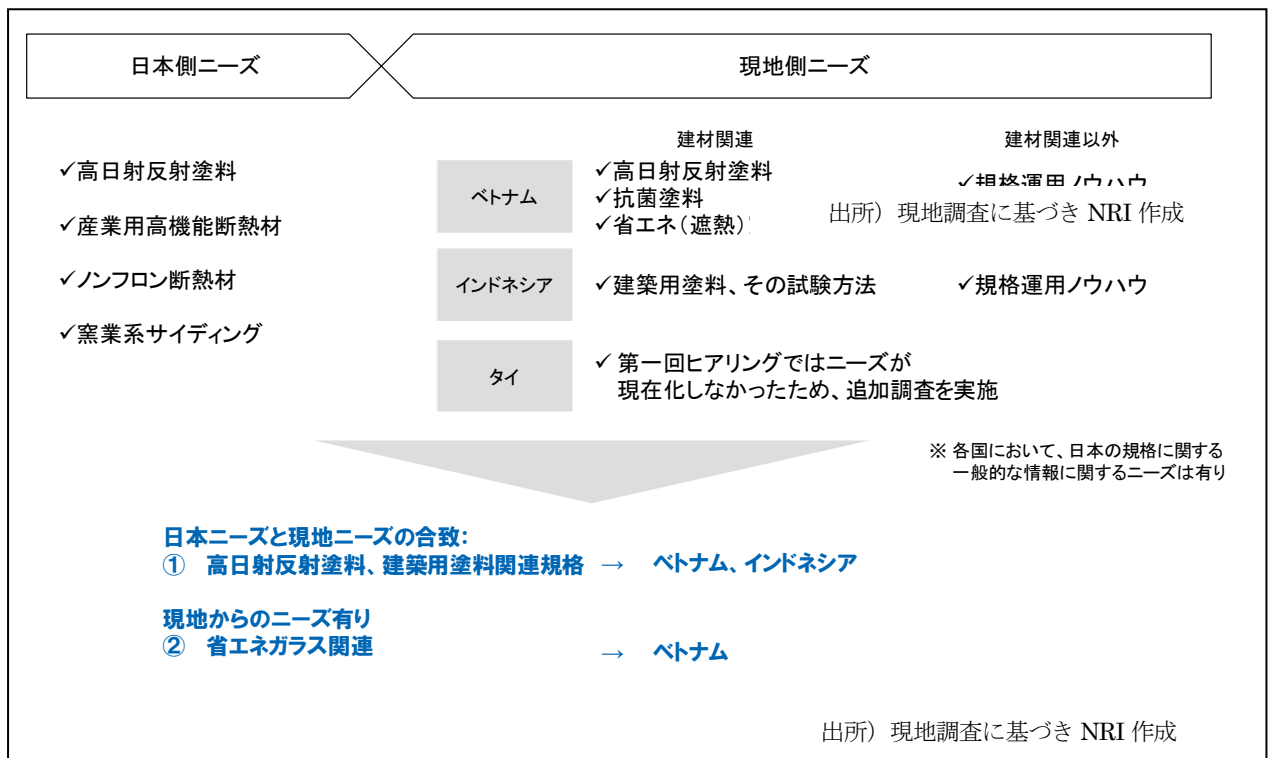 日本側ニーズ
現地側ニーズ
✓高日射反射塗料
✓産業用高機能断熱材
✓ノンフロン断熱材
✓窯業系サイディング
建材関連
建材関連以外
ベトナム
✓高日射反射塗料
✓抗菌塗料
✓省エネ(遮熱)
✓規格運用ノウハウ
出所）現地調査に基づき NRI 作成
インドネシア
✓建築用塗料、その試験方法
✓規格運用ノウハウ
タイ
✓ 第一回ヒアリングではニーズが
現在化しなかったため、追加調査を実施
※ 各国において、日本の規格に関する
一般的な情報に関するニーズは有り
日本ニーズと現地ニーズの合致：
① 高日射反射塗料、建築用塗料関連規格 → ベトナム、インドネシア
現地からのニーズ有り
② 省エネガラス関連 → ベトナム
出所）現地調査に基づき NRI 作成